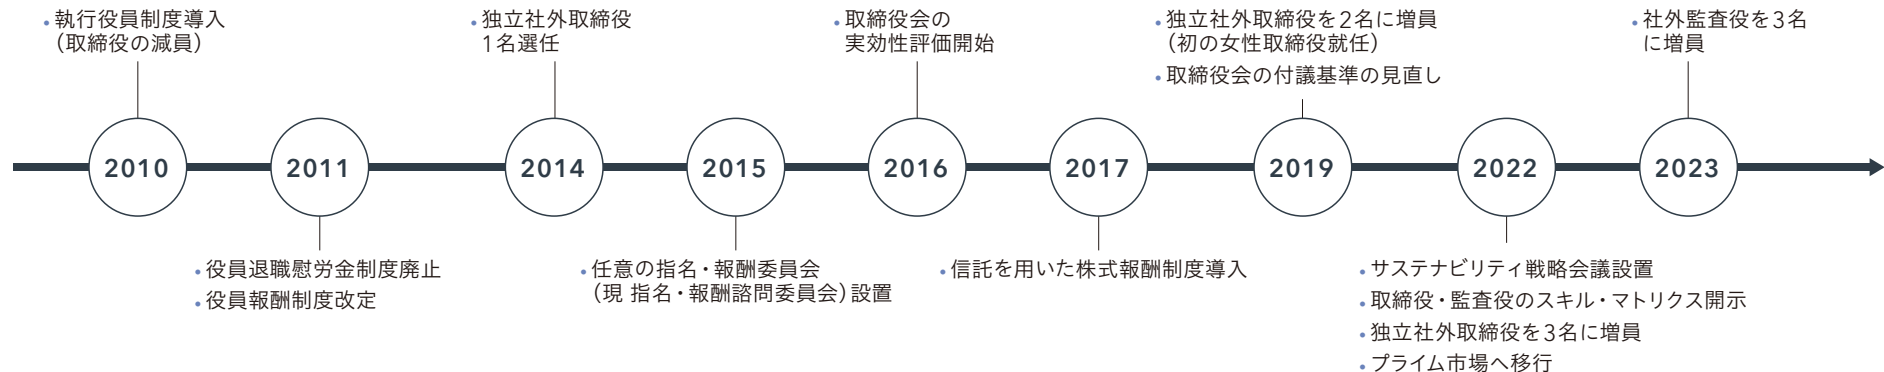 ・執行役員制度導入
（取締役の減員）
・独立社外取締役
1名選任
・取締役会の
実効性評価開始
・独立社外取締役を2名に増員
（初の女性取締役就任）
・取締役会の付議基準の見直し
・社外監査役を3名
に増員
2010
2011
2014
2015
2016
2017
2019
2022
2023
・役員退職慰労金制度廃止
・役員報酬制度改定
・任意の指名・報酬委員会
（現 指名・報酬諮問委員会）設置
・信託を用いた株式報酬制度導入
・サステナビリティ戦略会議設置
・取締役・監査役のスキル・マトリクス開示
・独立社外取締役を3名に増員
・プライム市場へ移行